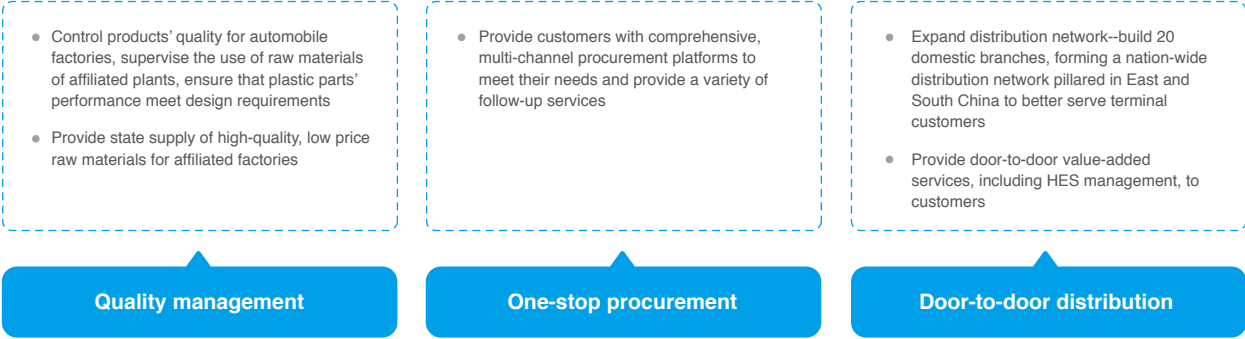 Control products’ quality for automobile
factories, supervise the use of raw materials
of affiliated plants, ensure that plastic parts’
performance meet design requirements
Provide state supply of high-quality, low price
raw materials for affiliated factories
Quality management
Provide customers with comprehensive,
multi-channel procurement platforms to
meet their needs and provide a variety of
follow-up services
One-stop procurement
Expand distribution network--build 20
domestic branches, forming a nation-wide
distribution network pillared in East and
South China to better serve terminal
customers
Provide door-to-door value-added
services, including HES management, to
customers
Door-to-door distribution